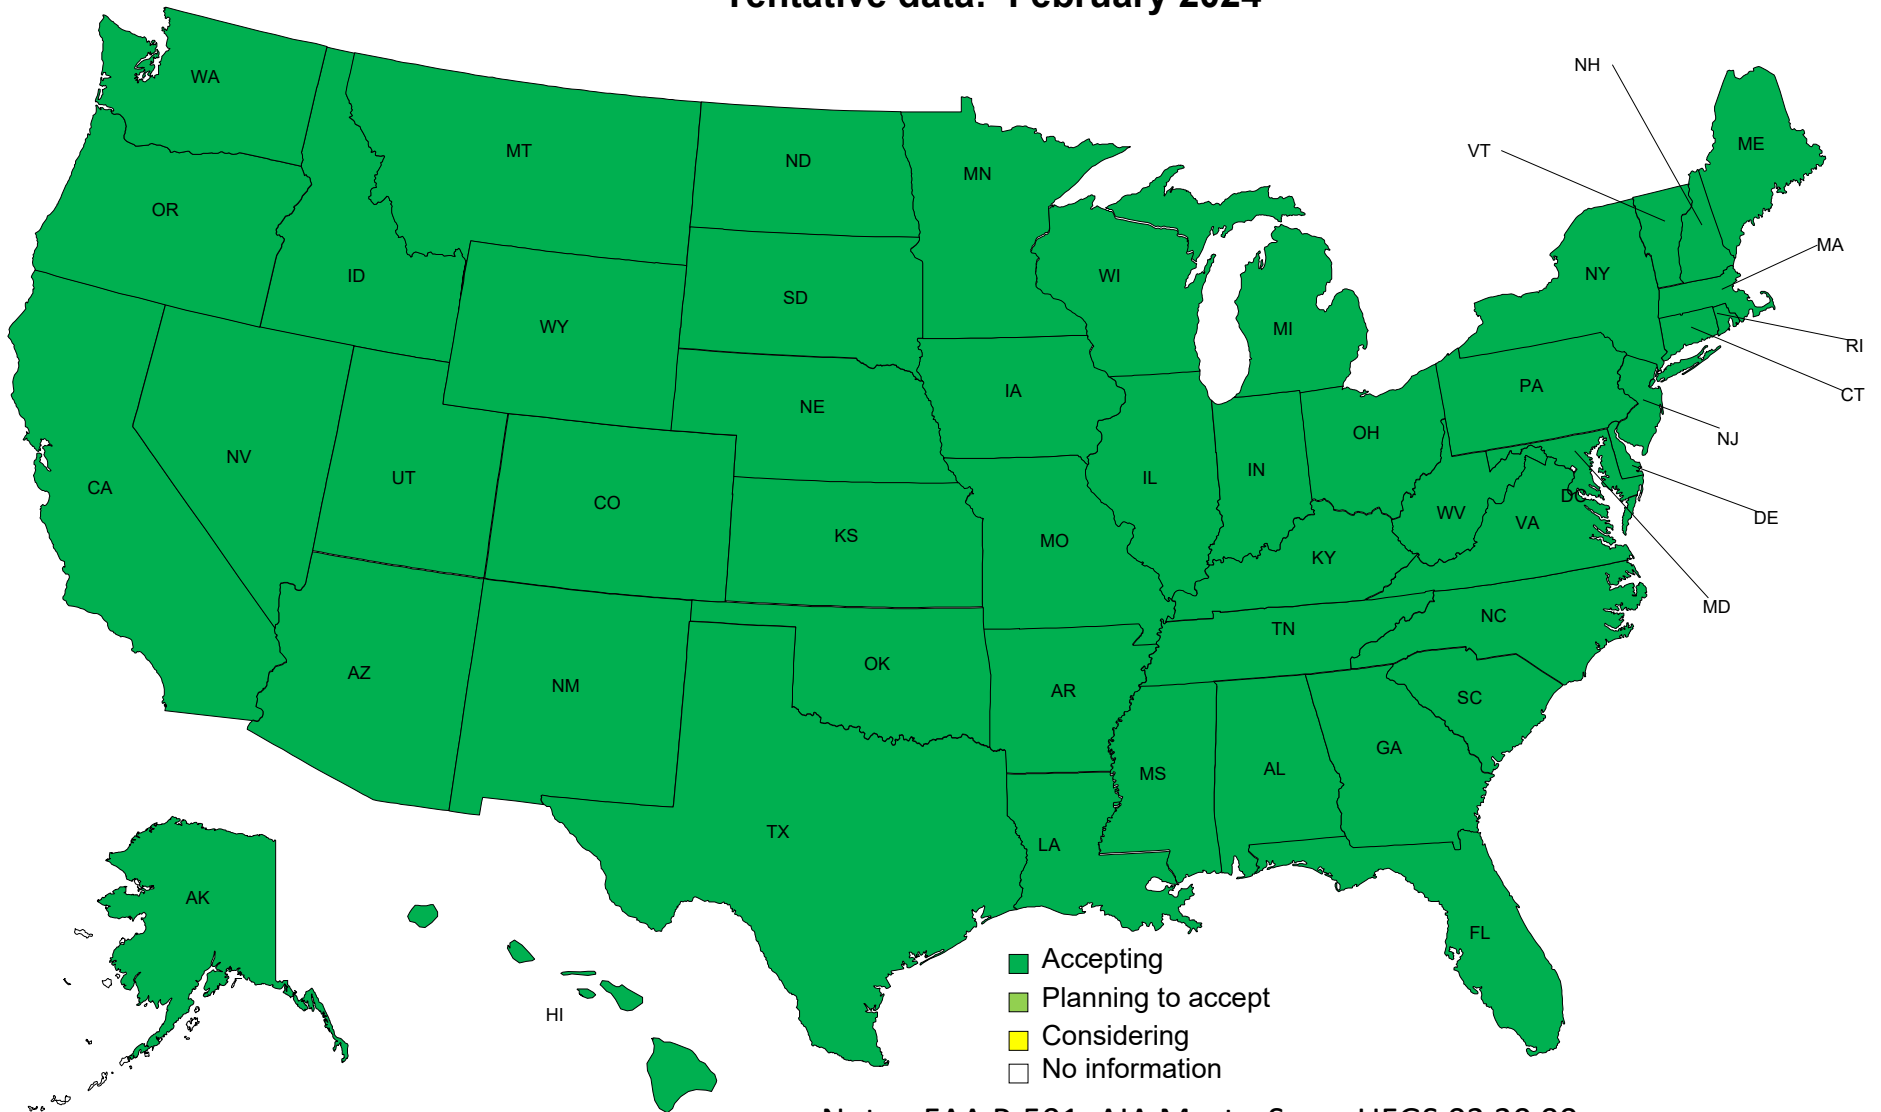 Tentative data: February 2024
NH
WA
ME
MT
VT
ND
MN
OR
MA
NY
ID
WI
SD
WY
MI
RI
PA
IA
CT
NE
OH
NJ
NV
IN
UT
IL
CA
DC
CO
WV
DE
VA
KS
MO
KY
MD
NC
TN
OK
AZ
NM
AR
SC
GA
AL
MS
TX
LA
AK
FL
HI
Accepting
Planning to accept
Considering
No information